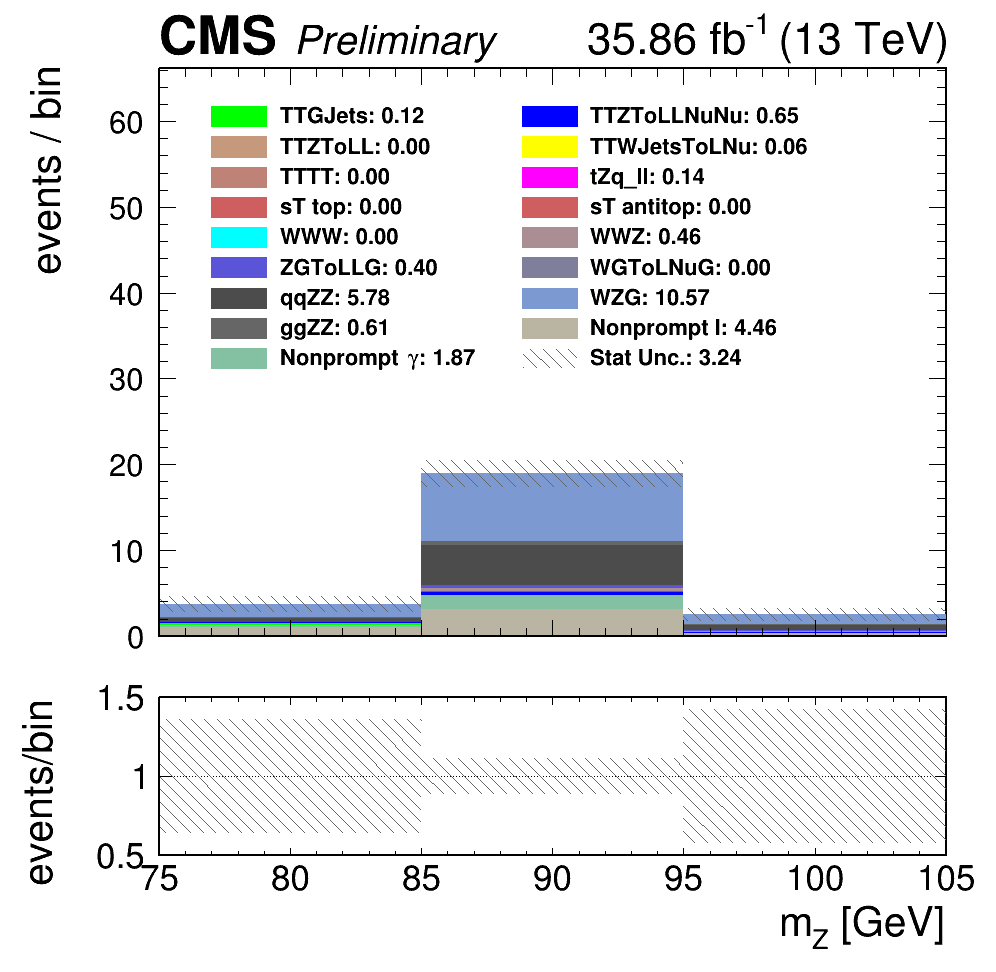 CMS Preliminary 35.86 fb-1 (13 TeV)
events / bin
60
50
40
30
20
10
0
TTGJets: 0.12
TTZToLL: 0.00
TTTT: 0.00
sT top: 0.00
WWW: 0.00
ZGToLLG: 0.40
qqZZ: 5.78
ggZZ: 0.61
Nonprompt γ: 1.87
TTZToLLNuNu: 0.65
TTWJetsToLNu: 0.06
tZq_ll: 0.14
sT antitop: 0.00
WWZ: 0.46
WGToLNuG: 0.00
WZG: 10.57
Nonprompt l: 4.46
Stat Unc.: 3.24
events/bin
1.5
1
0.5
75 80 85 90 95 100 105
mZ [GeV]